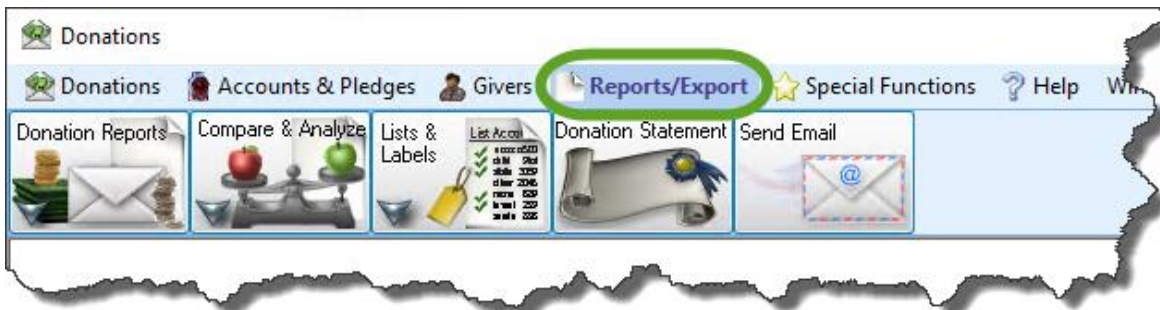 Donations
Donations Accounts & Pledges Givers Reports/Export Special Functions ? Help
Donation Reports Compare & Analyze Lists & Labels List Accou Donation Statement Send Email
@